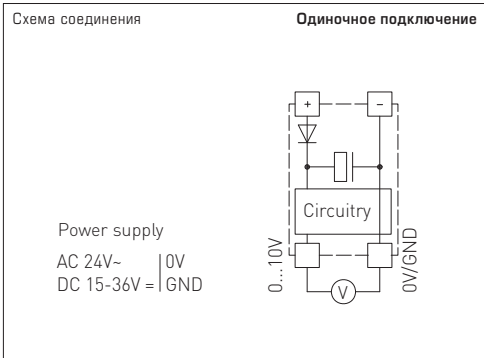 Схема соединения
Одиночное подключение
+ −
Circuitry
Power supply
AC 24V~ | 0V
DC 15-36V = | GND
0...10V
0V/GND
V